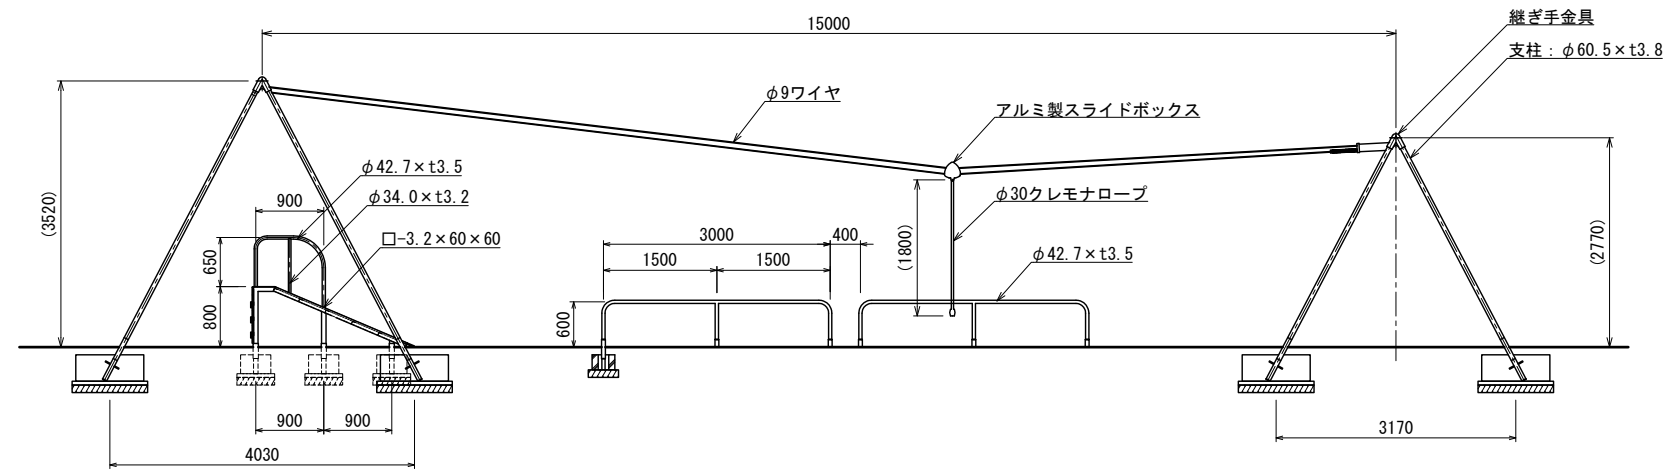 15000
継ぎ手金具
支柱：φ60.5×t3.8
φ9ワイヤ
アルミ製スライドボックス
φ42.7×t3.5
φ34.0×t3.2
900
□-3.2×60×60
(3520)
650
800
3000
400
1500
1500
600
(1800)
φ30クレモナロープ
φ42.7×t3.5
(2770)
900
900
4030
3170